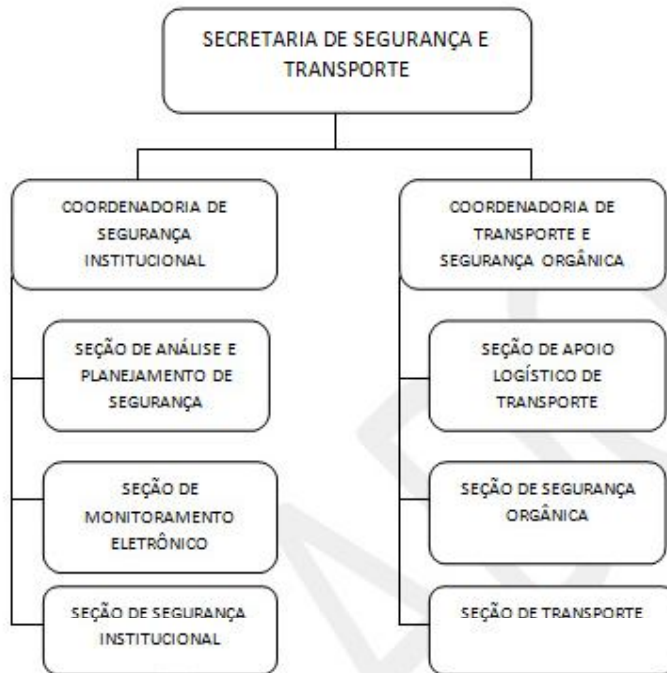 SECRETARIA DE SEGURANÇA E
TRANSPORTE
COORDENADORIA DE
SEGURANÇA
INSTITUCIONAL
COORDENADORIA DE
TRANSPORTE E
SEGURANÇA ORGÂNICA
SEÇÃO DE ANÁLISE E
PLANEJAMENTO DE
SEGURANÇA
SEÇÃO DE APOIO
LOGÍSTICO DE
TRANSPORTE
SEÇÃO DE
MONITORAMENTO
ELETRÔNICO
SEÇÃO DE SEGURANÇA
ORGÂNICA
SEÇÃO DE SEGURANÇA
INSTITUCIONAL
SEÇÃO DE TRANSPORTE